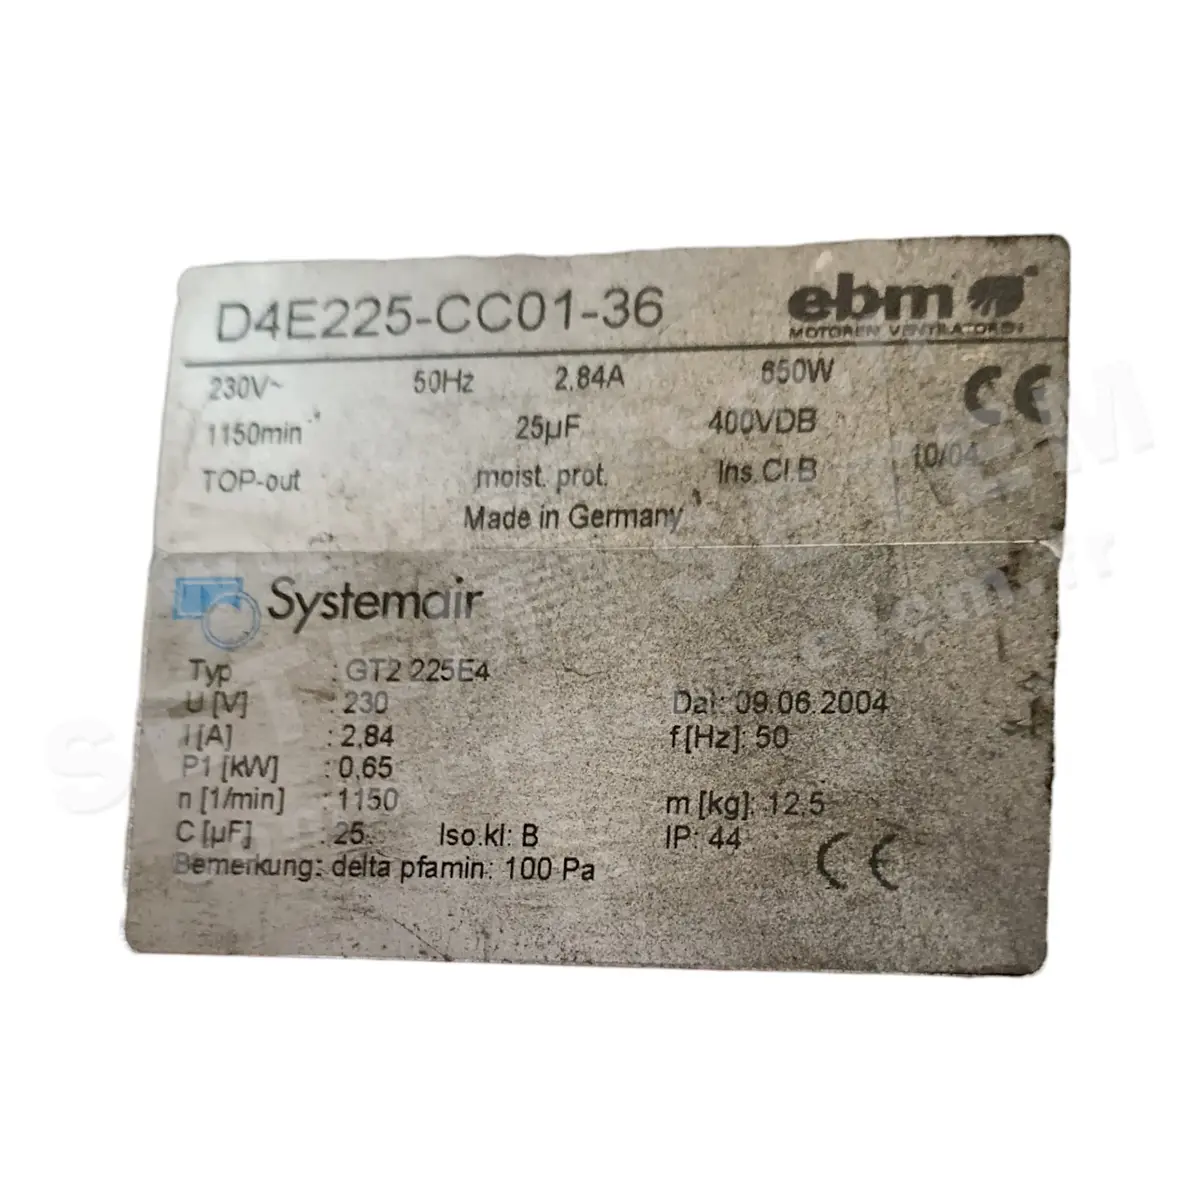 D4E225-CC01-36 ebm
MOTOREN VENTILATOREN
230V~ 50Hz 2.84A 650W CE
1150min⁻¹ 25µF 400VDB
TOP-out moist. prot. Ins.Cl.B 10/04
Made in Germany
Systemair
Typ : GT2 225E4
U [V] : 230 Dat: 09.06.2004
I [A] : 2,84 f [Hz]: 50
P1 [kW] : 0,65
n [1/min] : 1150 m [kg]: 12,5
C [µF] : 25 Iso.kl: B IP: 44 CE
Bemerkung: delta pfamin.: 100 Pa